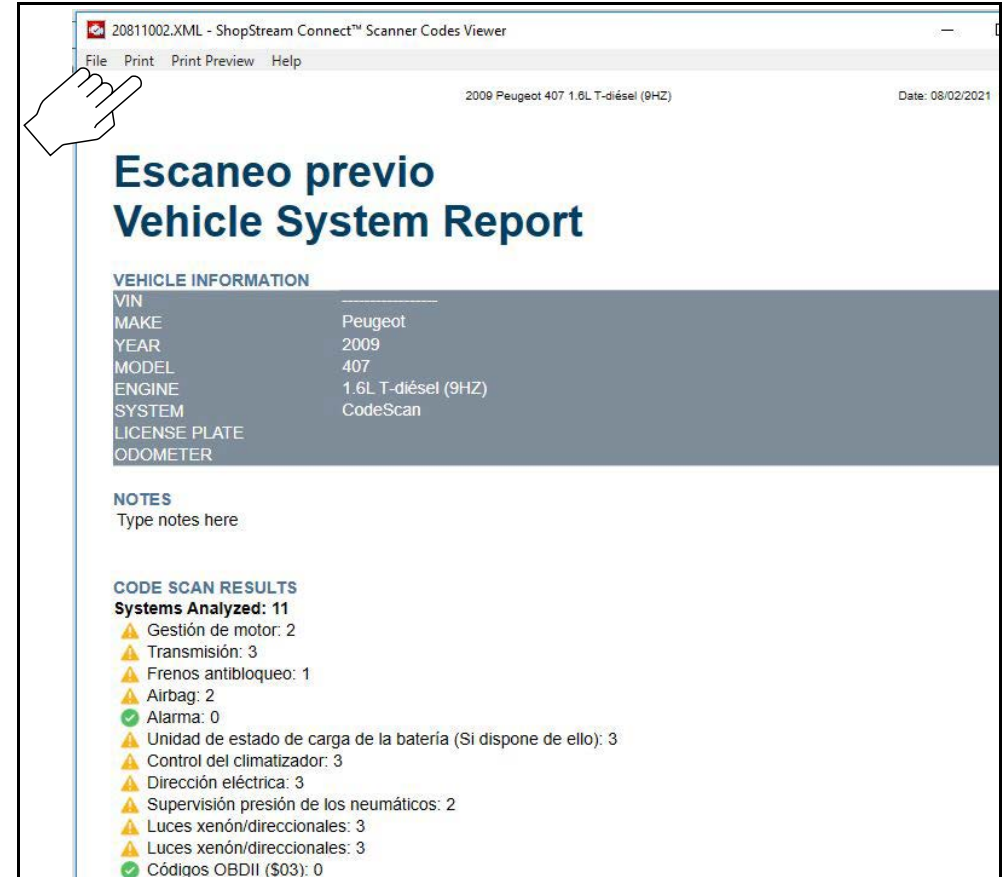 20811002.XML - ShopStream Connect™ Scanner Codes Viewer
File Print Print Preview Help
2009 Peugeot 407 1.6L T-diésel (9HZ) Date: 08/02/2021
Escaneo previo
Vehicle System Report
VEHICLE INFORMATION
VIN -----------------
MAKE Peugeot
YEAR 2009
MODEL 407
ENGINE 1.6L T-diésel (9HZ)
SYSTEM CodeScan
LICENSE PLATE
ODOMETER
NOTES
Type notes here
CODE SCAN RESULTS
Systems Analyzed: 11
Gestión de motor: 2
Transmisión: 3
Frenos antibloqueo: 1
Airbag: 2
Alarma: 0
Unidad de estado de carga de la batería (Si dispone de ello): 3
Control del climatizador: 3
Dirección eléctrica: 3
Supervisión presión de los neumáticos: 2
Luces xenón/direccionales: 3
Luces xenón/direccionales: 3
Códigos OBDII ($03): 0